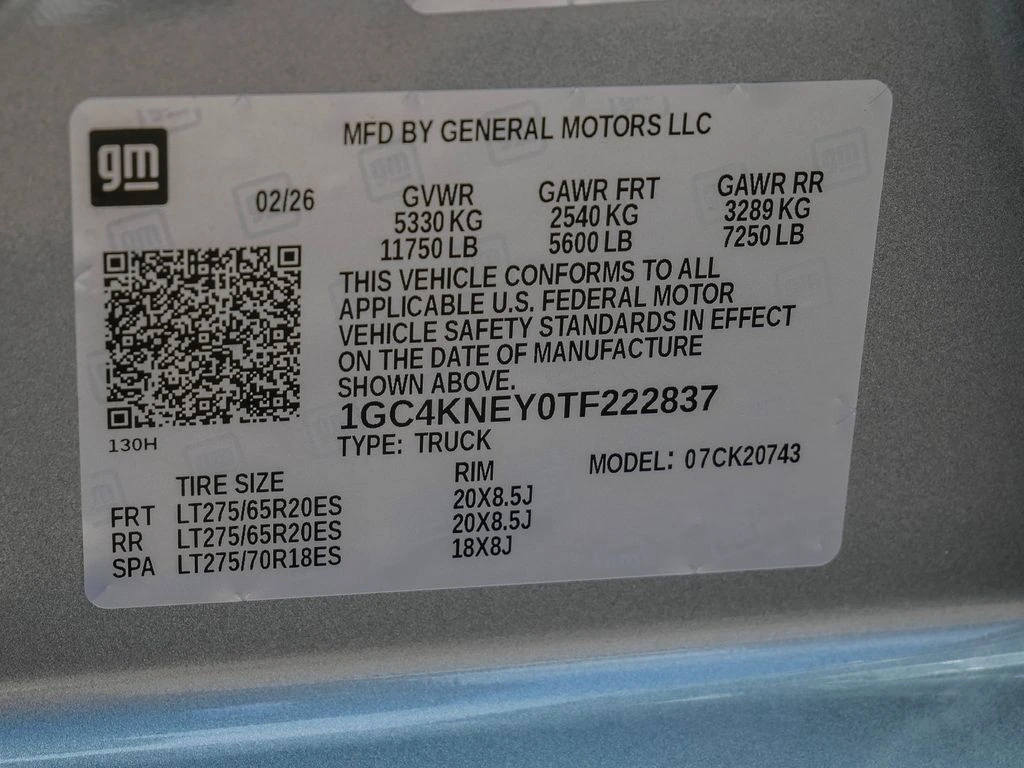 gm
MFD BY GENERAL MOTORS LLC
02/26
GVWR GAWR FRT GAWR RR
5330 KG 2540 KG 3289 KG
11750 LB 5600 LB 7250 LB
THIS VEHICLE CONFORMS TO ALL
APPLICABLE U.S. FEDERAL MOTOR
VEHICLE SAFETY STANDARDS IN EFFECT
ON THE DATE OF MANUFACTURE
SHOWN ABOVE.
1GC4KNEY0TF222837
130H
TYPE: TRUCK
MODEL: 07CK20743
TIRE SIZE RIM
FRT LT275/65R20ES 20X8.5J
RR LT275/65R20ES 20X8.5J
SPA LT275/70R18ES 18X8J